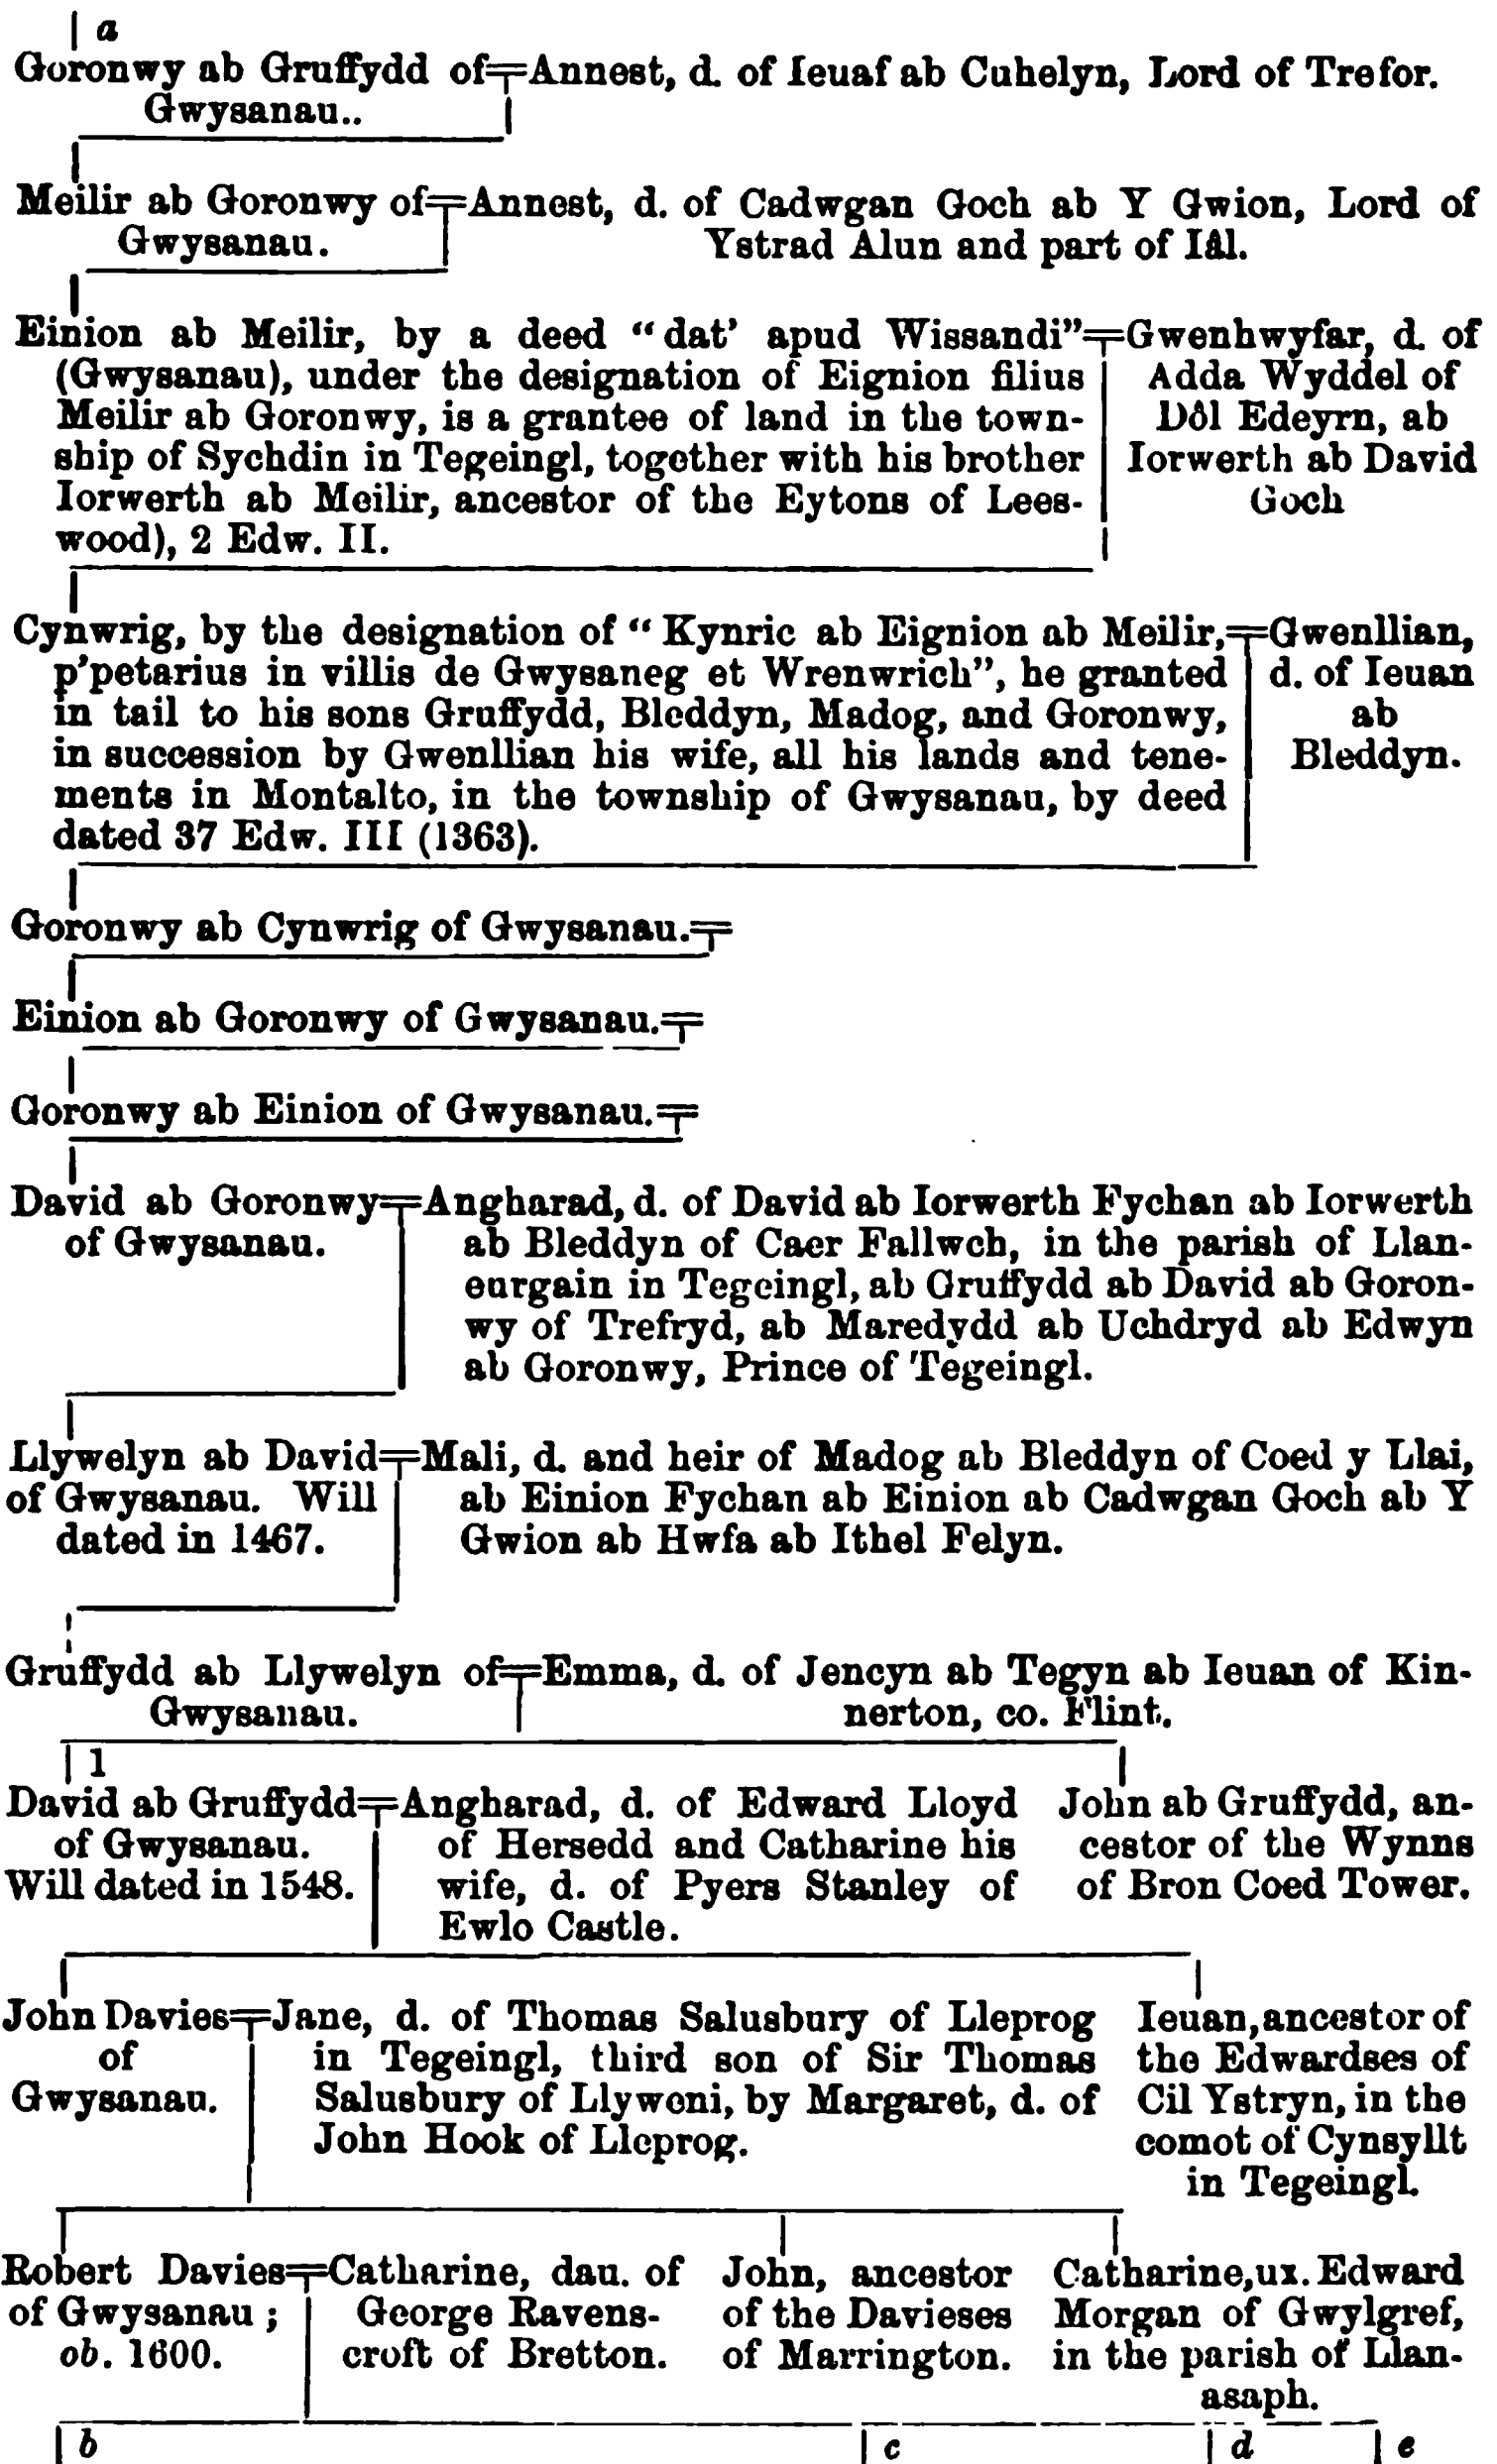 a
Goronwy ab Gruffydd of Gwysanau.. = Annest, d. of Ieuaf ab Cuhelyn, Lord of Trefor.
Meilir ab Goronwy of
Gwysanau.
Annest, d. of Cadwgan Goch ab Y Gwion, Lord of
Ystrad Alun and part of Iâl.
Einion ab Meilir, by a deed “dat' apud Wissandi”
(Gwysanau), under the designation of Eignion filius
Meilir ab Goronwy, is a grantee of land in the town-
ship of Sychdin in Tegeingl, together with his brother
Iorwerth ab Meilir, ancestor of the Eytons of Lees-
wood), 2 Edw. II.
Gwenhwyfar, d. of
Adda Wyddel of
Dôl Edeyrn, ab
Iorwerth ab David
Goch
Cynwrig, by the designation of “Kynric ab Eignion ab Meilir,
p'petarius in villis de Gwysaneg et Wrenwrich”, he granted
in tail to his sons Gruffydd, Bleddyn, Madog, and Goronwy,
in succession by Gwenllian his wife, all his lands and tene-
ments in Montalto, in the township of Gwysanau, by deed
dated 37 Edw. III (1363).
Gwenllian,
d. of Ieuan
ab
Bleddyn.
Goronwy ab Cynwrig of Gwysanau.
Einion ab Goronwy of Gwysanau.
Goronwy ab Einion of Gwysanau.
David ab Goronwy
of Gwysanau.
Angharad, d. of David ab Iorwerth Fychan ab Iorwerth
ab Bleddyn of Caer Fallwch, in the parish of Llan-
eurgain in Tegeingl, ab Gruffydd ab David ab Goron-
wy of Trefryd, ab Maredydd ab Uchdryd ab Edwyn
ab Goronwy, Prince of Tegeingl.
Llywelyn ab David
of Gwysanau. Will
dated in 1467.
Mali, d. and heir of Madog ab Bleddyn of Coed y Llai,
ab Einion Fychan ab Einion ab Cadwgan Goch ab Y
Gwion ab Hwfa ab Ithel Felyn.
Gruffydd ab Llywelyn of
Gwysanau.
Emma, d. of Jencyn ab Tegyn ab Ieuan of Kin-
nerton, co. Flint.
1
David ab Gruffydd
of Gwysanau.
Will dated in 1548.
Angharad, d. of Edward Lloyd
of Hersedd and Catharine his
wife, d. of Pyers Stanley of
Ewlo Castle.
John ab Gruffydd, an-
cestor of the Wynns
of Bron Coed Tower.
John Davies
of
Gwysanau.
Jane, d. of Thomas Salusbury of Lleprog
in Tegeingl, third son of Sir Thomas
Salusbury of Llyweni, by Margaret, d. of
John Hook of Lleprog.
Ieuan, ancestor of
the Edwardses of
Cil Ystryn, in the
comot of Cynsyllt
in Tegeingl.
Robert Davies
of Gwysanau;
ob. 1600.
Catharine, dau. of
George Ravens-
croft of Bretton.
John, ancestor
of the Davieses
of Marrington.
Catharine, ux. Edward
Morgan of Gwylgref,
in the parish of Llan-
asaph.
b c d e